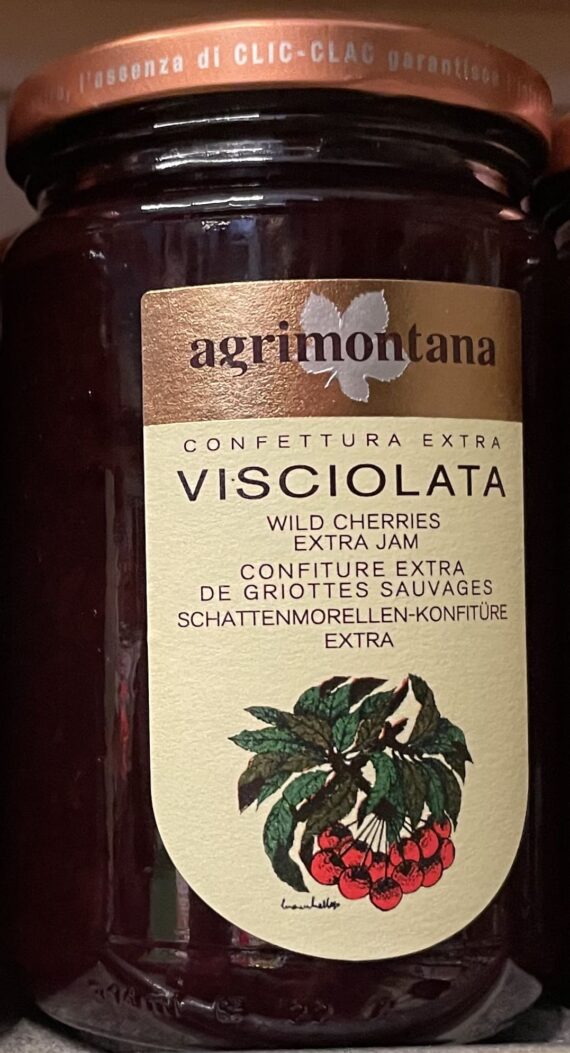 l'assenza di CLIC-CLAC garantisce
agrimontana
CONFETTURA EXTRA
VISCIOLATA
WILD CHERRIES
EXTRA JAM
CONFITURE EXTRA
DE GRIOTTES SAUVAGES
SCHATTENMORELLEN-KONFITÜRE
EXTRA